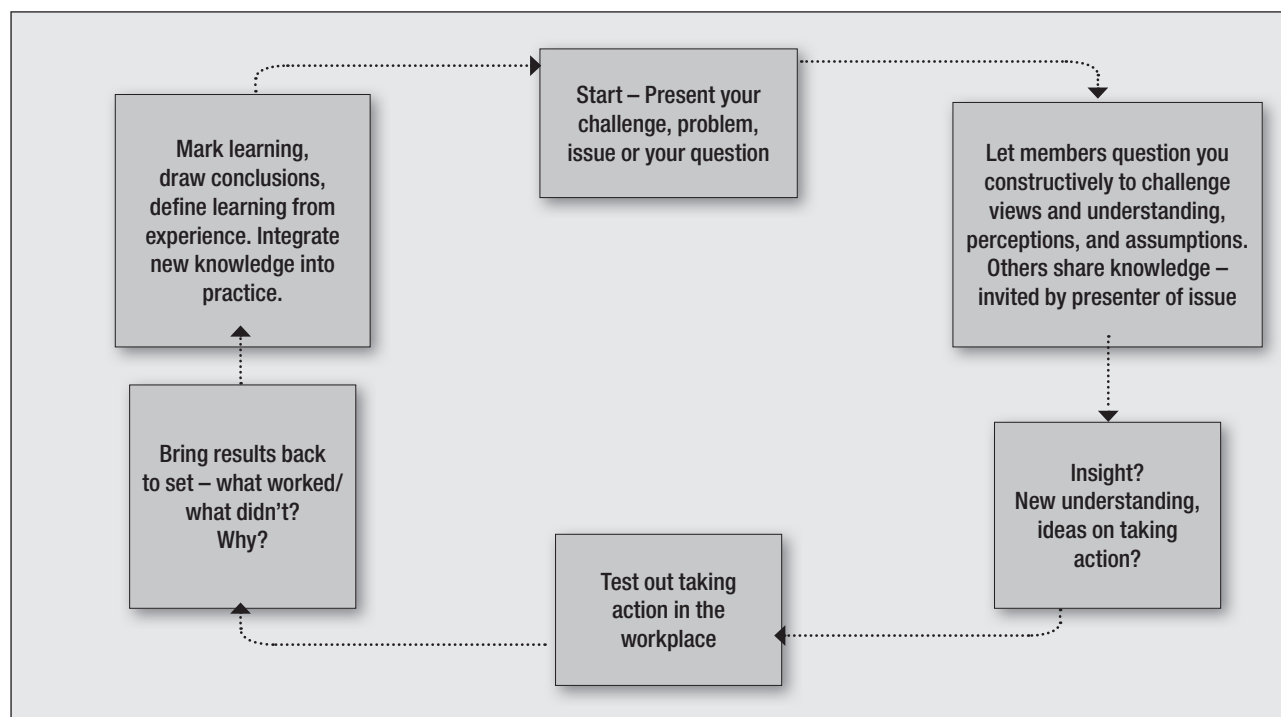 Start – Present your
challenge, problem,
issue or your question
Let members question you
constructively to challenge
views and understanding,
perceptions, and assumptions.
Others share knowledge –
invited by presenter of issue
Insight?
New understanding,
ideas on taking
action?
Test out taking
action in the
workplace
Bring results back
to set – what worked/
what didn't?
Why?
Mark learning,
draw conclusions,
define learning from
experience. Integrate
new knowledge into
practice.